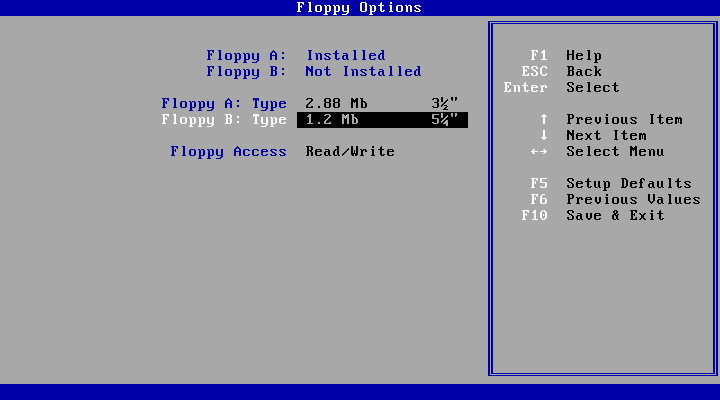 Floppy Options
Floppy A: Installed
Floppy B: Not Installed
Floppy A: Type 2.88 Mb 3½"
Floppy B: Type 1.2 Mb 5¼"
Floppy Access Read/Write
F1 Help
ESC Back
Enter Select
↑ Previous Item
↓ Next Item
↔ Select Menu
F5 Setup Defaults
F6 Previous Values
F10 Save & Exit